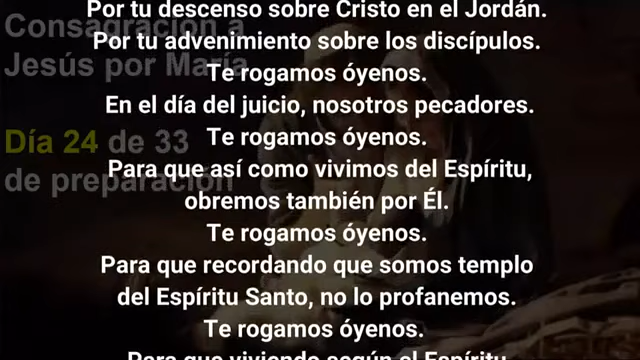 Consagración a
Jesús por María
Día 24 de 33
de preparación
Por tu descenso sobre Cristo en el Jordán.
Por tu advenimiento sobre los discípulos.
Te rogamos óyenos.
En el día del juicio, nosotros pecadores.
Te rogamos óyenos.
Para que así como vivimos del Espíritu,
obremos también por Él.
Te rogamos óyenos.
Para que recordando que somos templo
del Espíritu Santo, no lo profanemos.
Te rogamos óyenos.
Para que viviendo según el Espíritu,